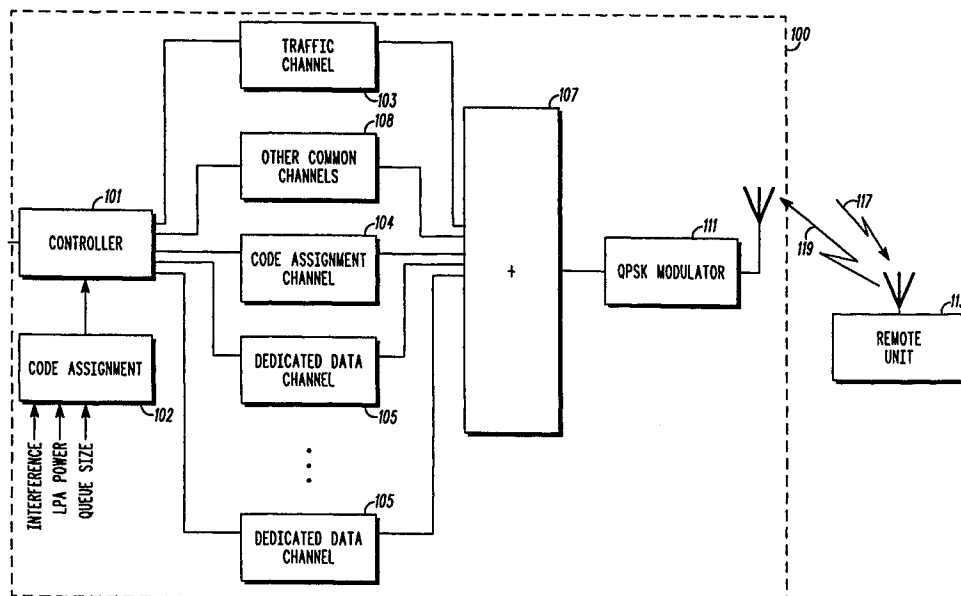 100
TRAFFIC
CHANNEL
103
107
108
OTHER COMMON
CHANNELS
101
CONTROLLER
104
CODE ASSIGNMENT
CHANNEL
+
111
QPSK MODULATOR
117
119
REMOTE
UNIT
CODE ASSIGNMENT
102
INTERFERENCE
LPA POWER
QUEUE SIZE
DEDICATED DATA
CHANNEL
105
105
DEDICATED DATA
CHANNEL